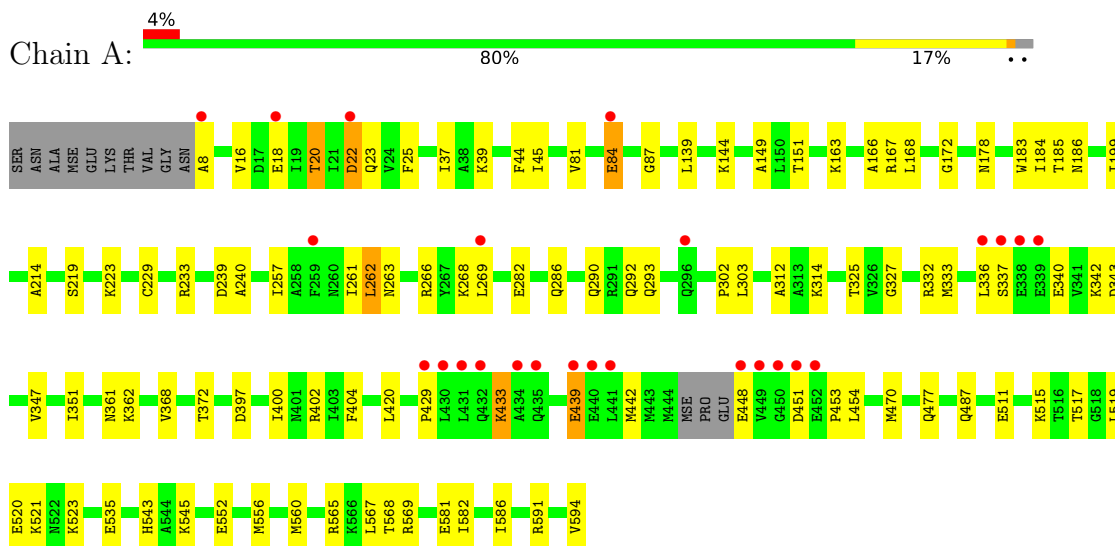 4%
Chain A:
80%
17%
• •
SER ASN ALA MSE GLU LYS THR VAL GLY ASN A8 V16 D17 E18 I19 T20 I21 D22 Q23 V24 F25 I37 A38 K39 F44 I45 V81 E84 G87 L139 K144 A149 L150 T151 K163 A166 R167 L168 G172 N178 W183 I184 T185 N186 I199
A214 S219 K223 C229 R233 D239 A240 I257 A258 F259 N260 I261 L262 N263 R266 Y267 K268 L269 E282 Q286 Q290 R291 Q292 Q293 Q296 P302 L303 A312 A313 K314 T325 V326 G327 R332 M333 L336 S337 E338 E339 E340 V341 K342 D343
V347 I351 N361 K362 V368 T372 D397 I400 N401 R402 I403 F404 L420 P429 L430 L431 Q432 K433 A434 Q435 E439 E440 L441 M442 M443 M444 MSE PRO GLU E448 V449 G450 D451 E452 P453 L454 M470 Q477 Q487 E511 K515 T516 T517 G518 L519
E520 K521 N522 K523 E535 H543 A544 K545 E552 M556 M560 R565 K566 L567 T568 R569 E581 I582 I586 R591 V594